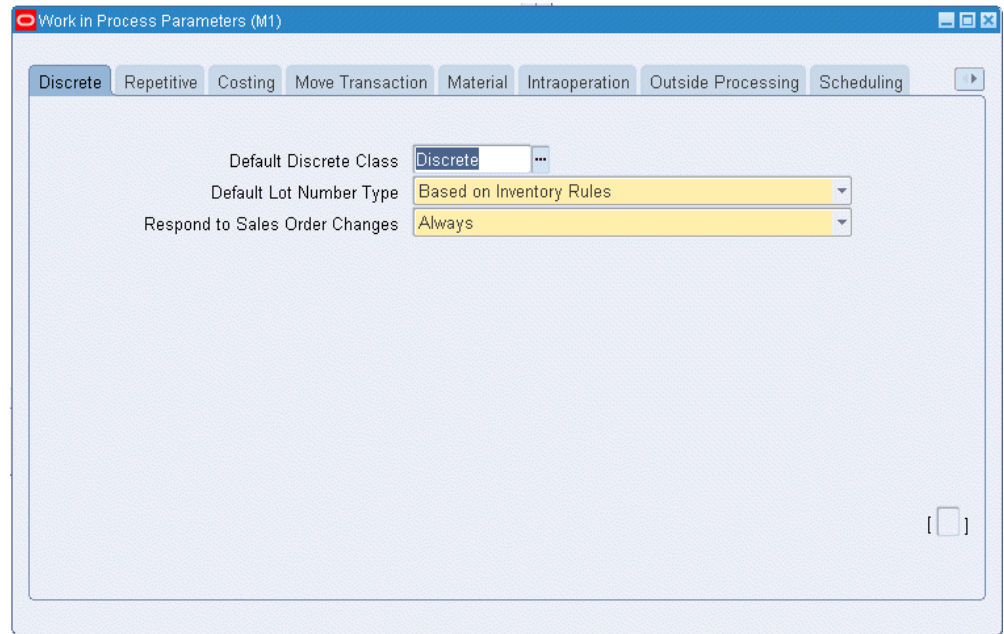 Work in Process Parameters (M1)
Discrete Repetitive Costing Move Transaction Material Intraoperation Outside Processing Scheduling
Default Discrete Class Discrete ...
Default Lot Number Type Based on Inventory Rules
Respond to Sales Order Changes Always
[ ]